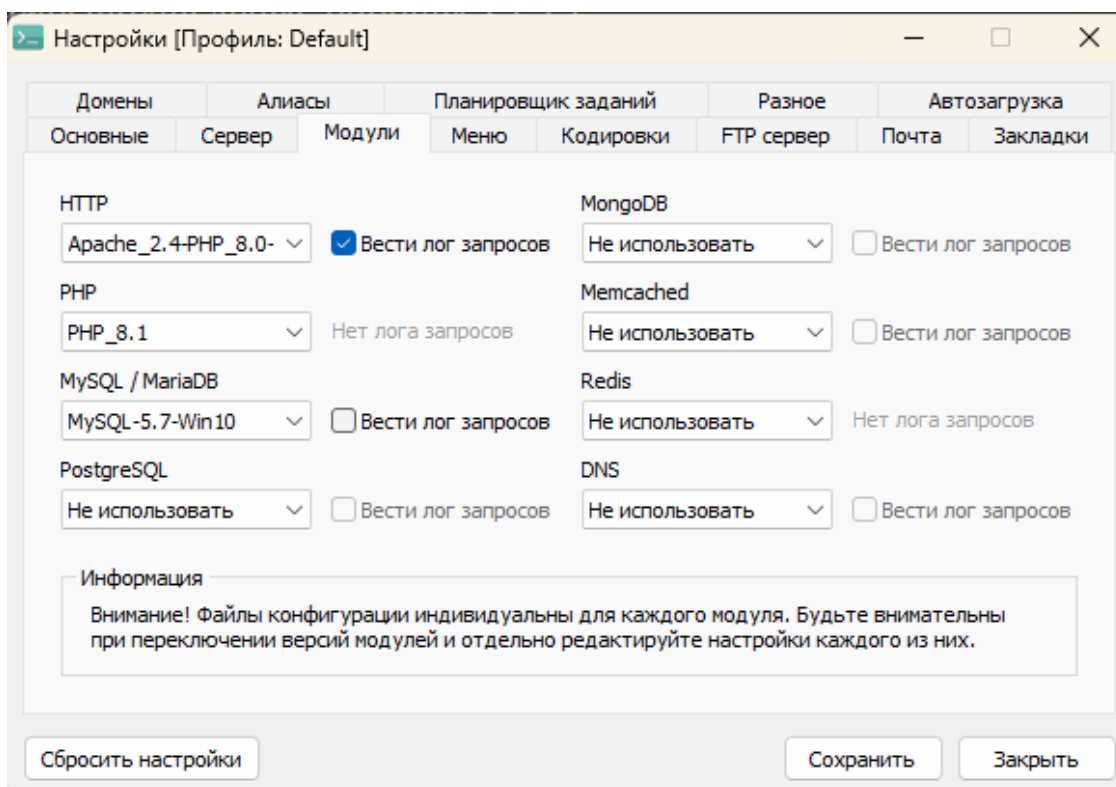 Настройки [Профиль: Default]
Домены Алиасы Планировщик заданий Разное Автозагрузка
Основные Сервер Модули Меню Кодировки FTP сервер Почта Закладки
HTTP
Apache_2.4-PHP_8.0- Вести лог запросов
PHP
PHP_8.1 Нет лога запросов
MySQL / MariaDB
MySQL-5.7-Win10 Вести лог запросов
PostgreSQL
Не использовать Вести лог запросов
MongoDB
Не использовать Вести лог запросов
Memcached
Не использовать Вести лог запросов
Redis
Не использовать Нет лога запросов
DNS
Не использовать Вести лог запросов
Информация
Внимание! Файлы конфигурации индивидуальны для каждого модуля. Будьте внимательны
при переключении версий модулей и отдельно редактируйте настройки каждого из них.
Сбросить настройки Сохранить Закрыть